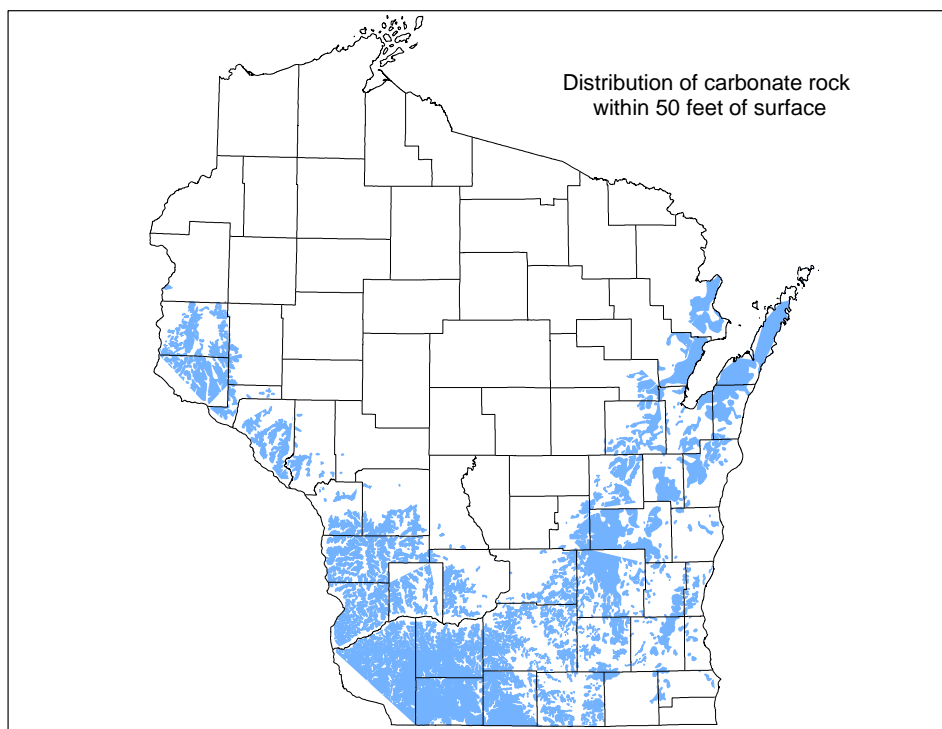 Distribution of carbonate rock
within 50 feet of surface